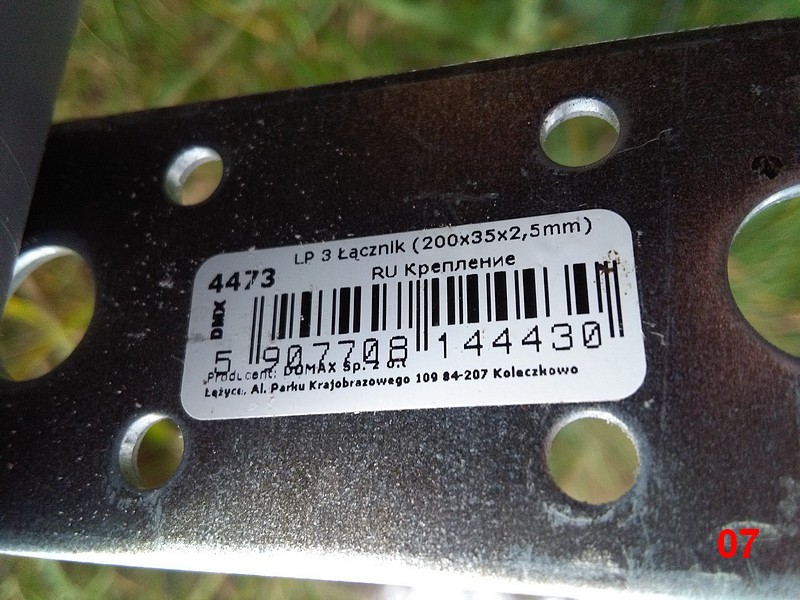 LP 3 Łącznik (200x35x2,5mm)
4473
RU Крепление
DMX
5 907708 144430
Producent: DOMAX Sp. z o.o
Łężyce, Al. Parku Krajobrazowego 109 84-207 Koleczkowo
07